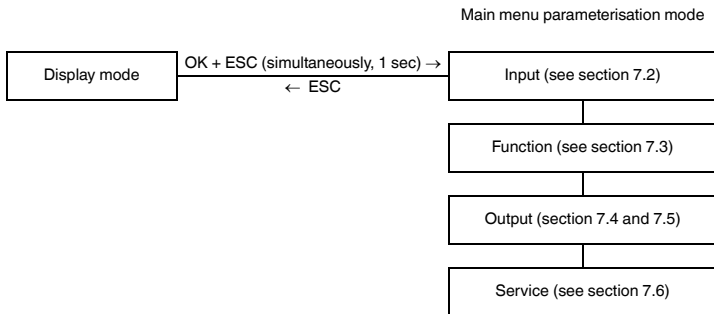 Main menu parameterisation mode
Display mode
OK + ESC (simultaneously, 1 sec) →
← ESC
Input (see section 7.2)
Function (see section 7.3)
Output (section 7.4 and 7.5)
Service (see section 7.6)